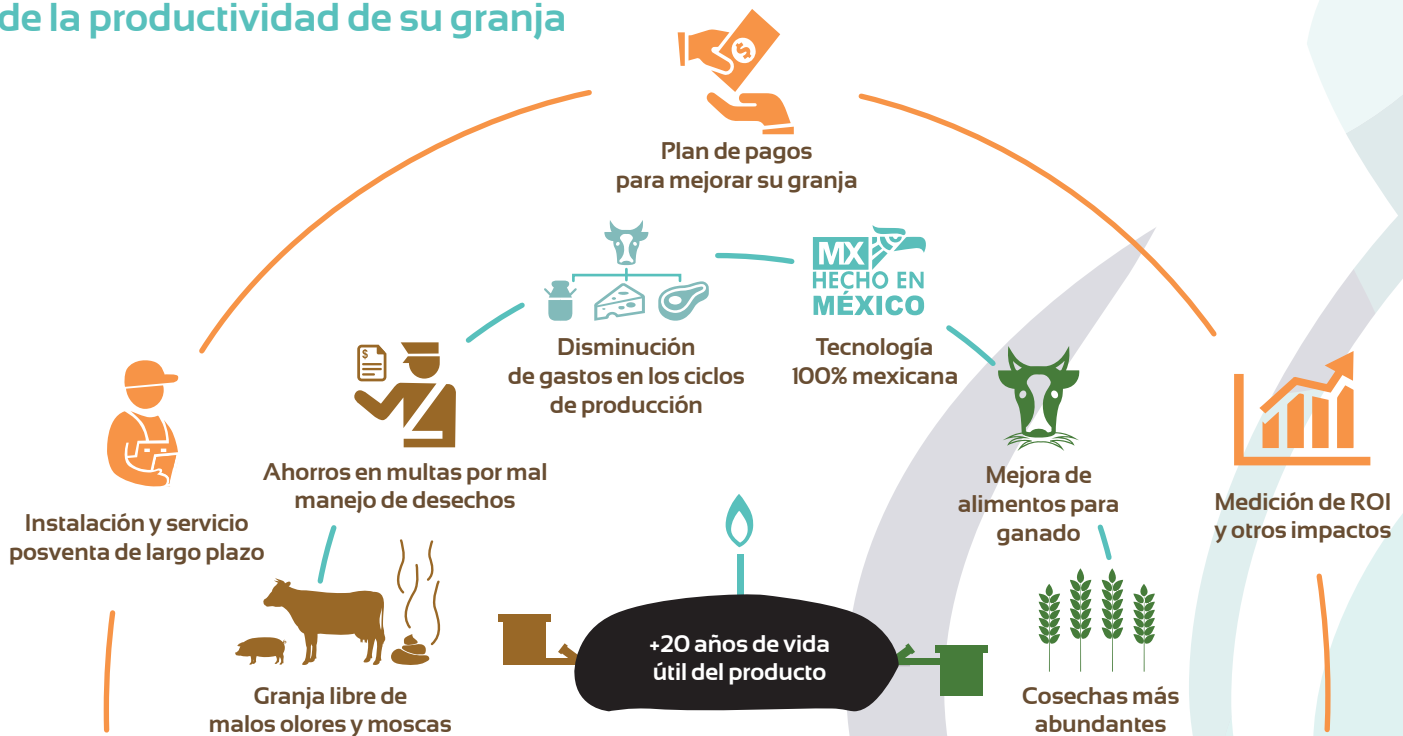 de la productividad de su granja
$
Plan de pagos
para mejorar su granja
MX
HECHO EN
MÉXICO
Disminución
de gastos en los ciclos
de producción
Tecnología
100% mexicana
$
Ahorros en multas por mal
manejo de desechos
Mejora de
alimentos para
ganado
Medición de ROI
y otros impactos
Instalación y servicio
posventa de largo plazo
+20 años de vida
útil del producto
Granja libre de
malos olores y moscas
Cosechas más
abundantes